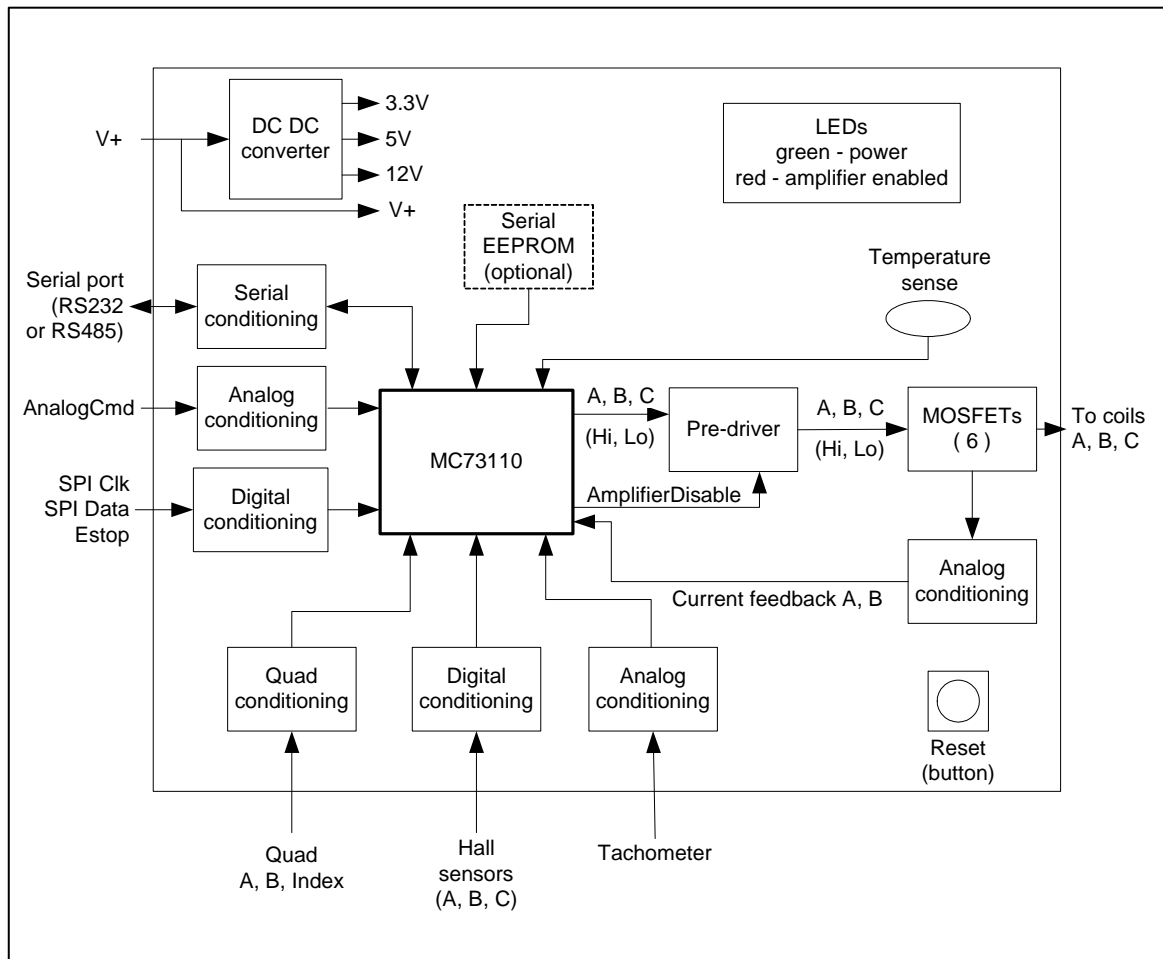 V+
DC DC
converter
3.3V
5V
12V
V+
LEDs
green - power
red - amplifier enabled
Serial
EEPROM
(optional)
Temperature
sense
Serial port
(RS232
or RS485)
Serial
conditioning
AnalogCmd
Analog
conditioning
SPI Clk
SPI Data
Estop
Digital
conditioning
MC73110
A, B, C
(Hi, Lo)
AmplifierDisable
Pre-driver
A, B, C
(Hi, Lo)
MOSFETs
( 6 )
To coils
A, B, C
Current feedback A, B
Analog
conditioning
Quad
conditioning
Digital
conditioning
Analog
conditioning
Reset
(button)
Quad
A, B, Index
Hall
sensors
(A, B, C)
Tachometer